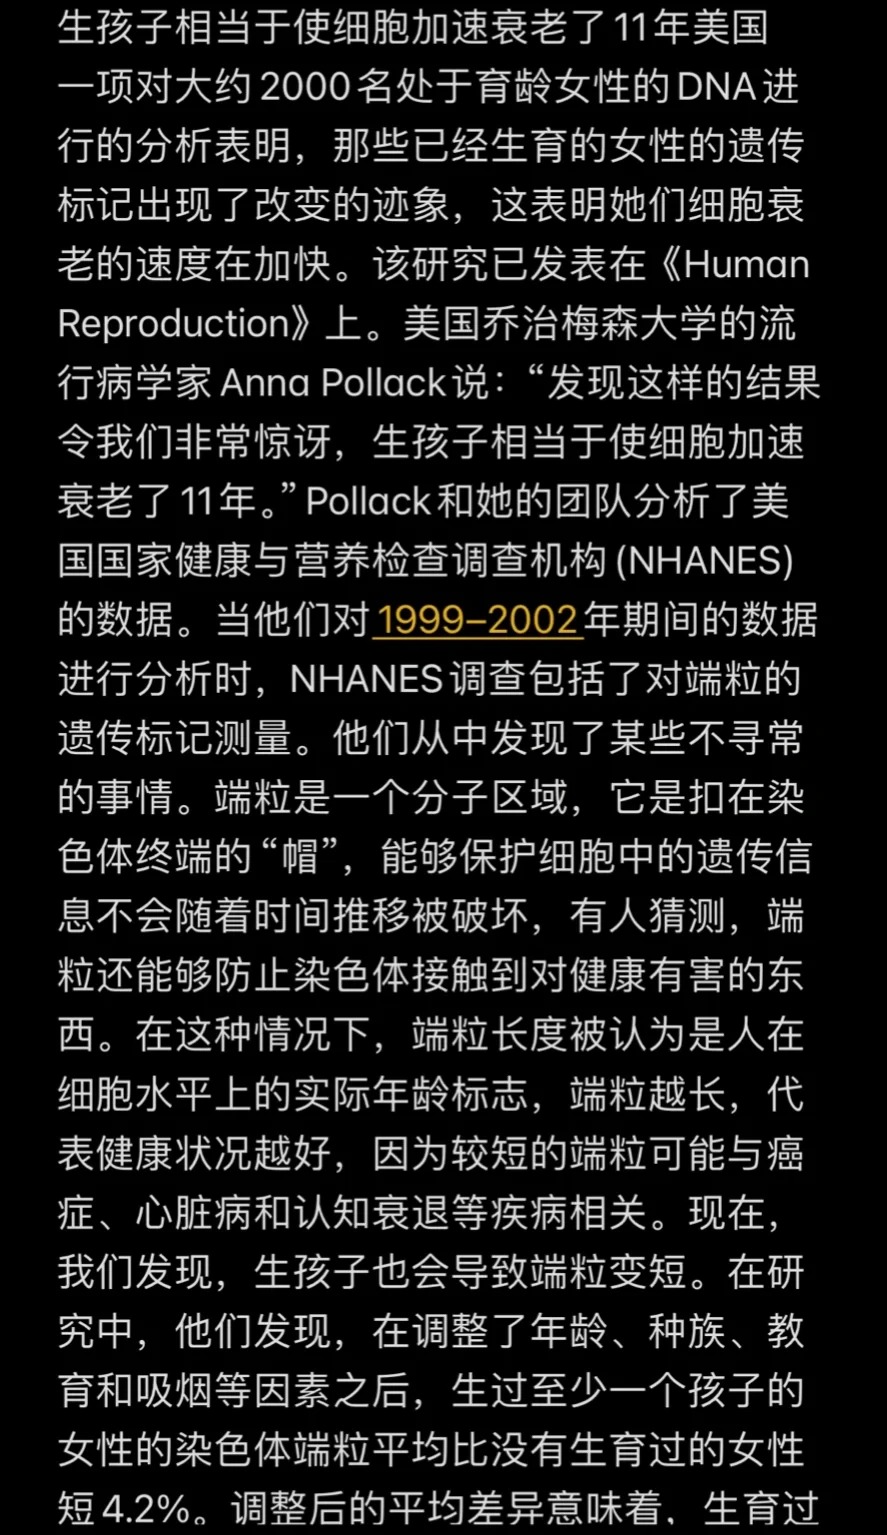 生孩子相当于使细胞加速衰老了11年美国
一项对大约2000名处于育龄女性的DNA进
行的分析表明，那些已经生育的女性的遗传
标记出现了改变的迹象，这表明她们细胞衰
老的速度在加快。该研究已发表在《Human
Reproduction》上。美国乔治梅森大学的流
行病学家Anna Pollack说：“发现这样的结果
令我们非常惊讶，生孩子相当于使细胞加速
衰老了11年。”Pollack和她的团队分析了美
国国家健康与营养检查调查机构(NHANES)
的数据。当他们对1999–2002年期间的数据
进行分析时，NHANES调查包括了对端粒的
遗传标记测量。他们从中发现了某些不寻常
的事情。端粒是一个分子区域，它是扣在染
色体终端的“帽”，能够保护细胞中的遗传信
息不会随着时间推移被破坏，有人猜测，端
粒还能够防止染色体接触到对健康有害的东
西。在这种情况下，端粒长度被认为是人在
细胞水平上的实际年龄标志，端粒越长，代
表健康状况越好，因为较短的端粒可能与癌
症、心脏病和认知衰退等疾病相关。现在，
我们发现，生孩子也会导致端粒变短。在研
究中，他们发现，在调整了年龄、种族、教
育和吸烟等因素之后，生过至少一个孩子的
女性的染色体端粒平均比没有生育过的女性
短4.2%。调整后的平均差异意味着，生育过